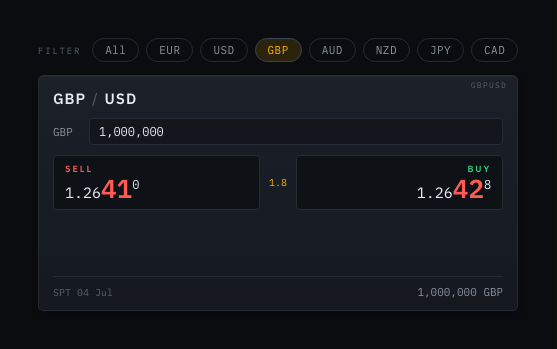 FILTER All EUR USD GBP AUD NZD JPY CAD
GBPUSD
GBP / USD
GBP 1,000,000
SELL BUY
1.26410 1.8 1.26428
SPT 04 Jul 1,000,000 GBP